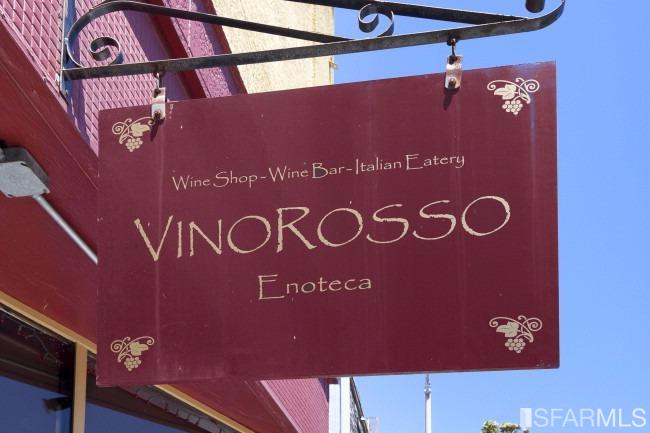 Wine Shop - Wine Bar - Italian Eatery
VINOROSSO
Enoteca
SFARMLS